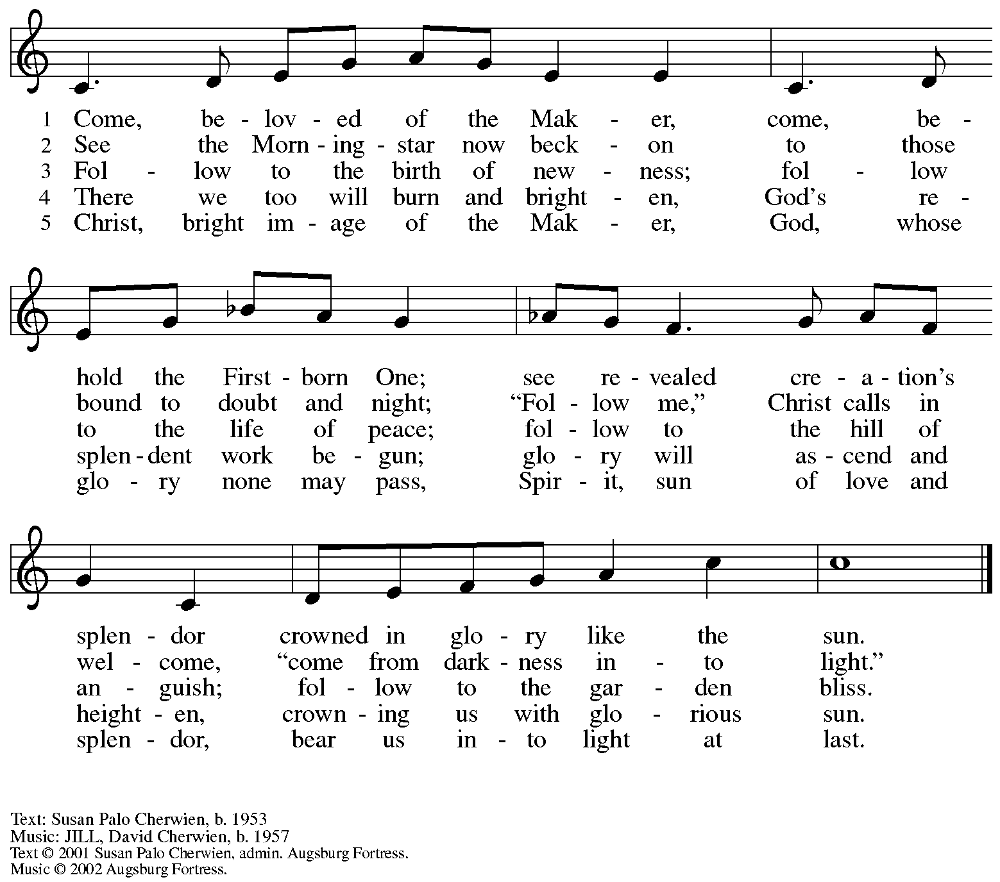 1 Come, be - lov - ed of the Mak - er, come, be -
2 See the Morn - ing - star now beck - on to those
3 Fol - low to the birth of new - ness; fol - low
4 There we too will burn and bright - en, God’s re -
5 Christ, bright im - age of the Mak - er, God, whose
hold the First - born One; see re - vealed cre - a - tion’s
bound to doubt and night; “Fol - low me,” Christ calls in
to the life of peace; fol - low to the hill of
splen - dent work be - gun; glo - ry will as - cend and
glo - ry none may pass, Spir - it, sun of love and
splen - dor crowned in glo - ry like the sun.
wel - come, “come from dark - ness in - to light.”
an - guish; fol - low to the gar - den bliss.
height - en, crown - ing us with glo - rious sun.
splen - dor, bear us in - to light at last.
Text: Susan Palo Cherwien, b. 1953
Music: JILL, David Cherwien, b. 1957
Text © 2001 Susan Palo Cherwien, admin. Augsburg Fortress.
Music © 2002 Augsburg Fortress.